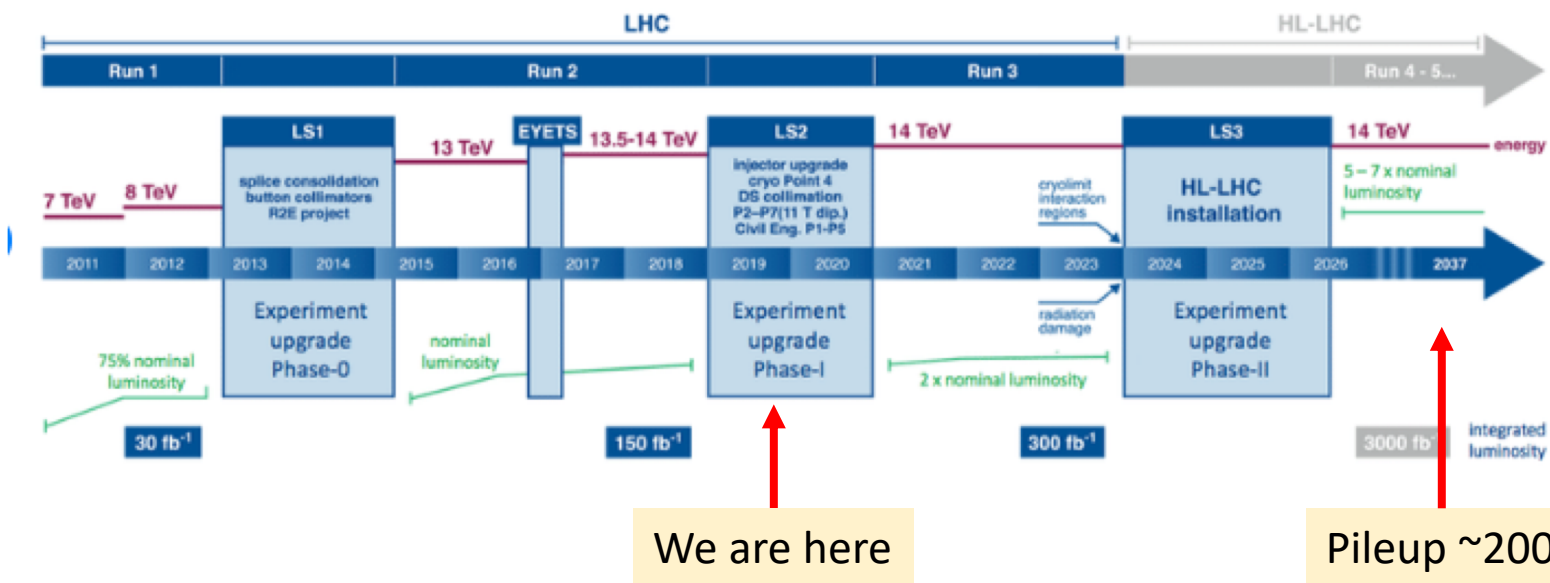 LHC
HL-LHC
Run 1
Run 2
Run 3
Run 4 - 5...
LS1
splice consolidation
button collimators
R2E project
EYETS
LS2
injector upgrade
cryo Point 4
DS collimation
P2–P7(11 T dip.)
Civil Eng. P1-P5
LS3
HL-LHC
installation
7 TeV
8 TeV
13 TeV
13.5-14 TeV
14 TeV
14 TeV
energy
cryolimit
interaction
regions
5 – 7 x nominal
luminosity
2011 2012 2013 2014 2015 2016 2017 2018 2019 2020 2021 2022 2023 2024 2025 2026 2037
75% nominal
luminosity
Experiment
upgrade
Phase-0
nominal
luminosity
Experiment
upgrade
Phase-I
2 x nominal luminosity
radiation
damage
Experiment
upgrade
Phase-II
30 fb⁻¹
150 fb⁻¹
300 fb⁻¹
3000 fb
integrated
luminosity
We are here
Pileup ~200